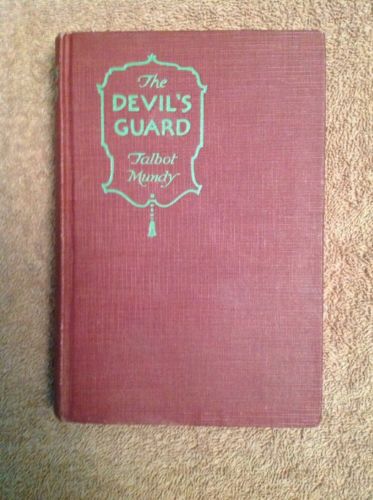 The
DEVIL'S
GUARD
Talbot
Mundy